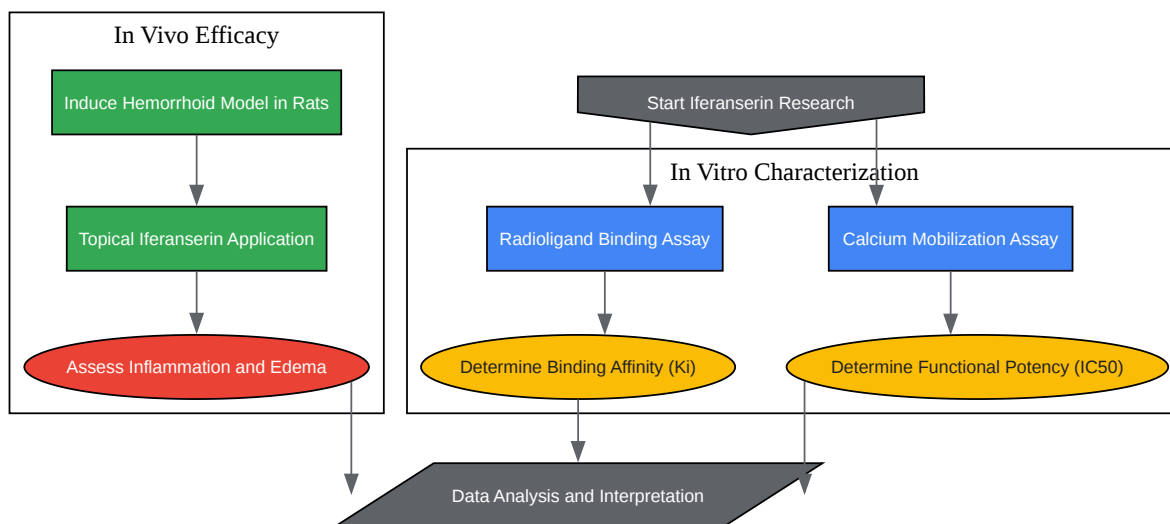 In Vivo Efficacy
Induce Hemorrhoid Model in Rats
Topical Iferanserin Application
Assess Inflammation and Edema
Start Iferanserin Research
In Vitro Characterization
Radioligand Binding Assay
Calcium Mobilization Assay
Determine Binding Affinity (Ki)
Determine Functional Potency (IC50)
Data Analysis and Interpretation